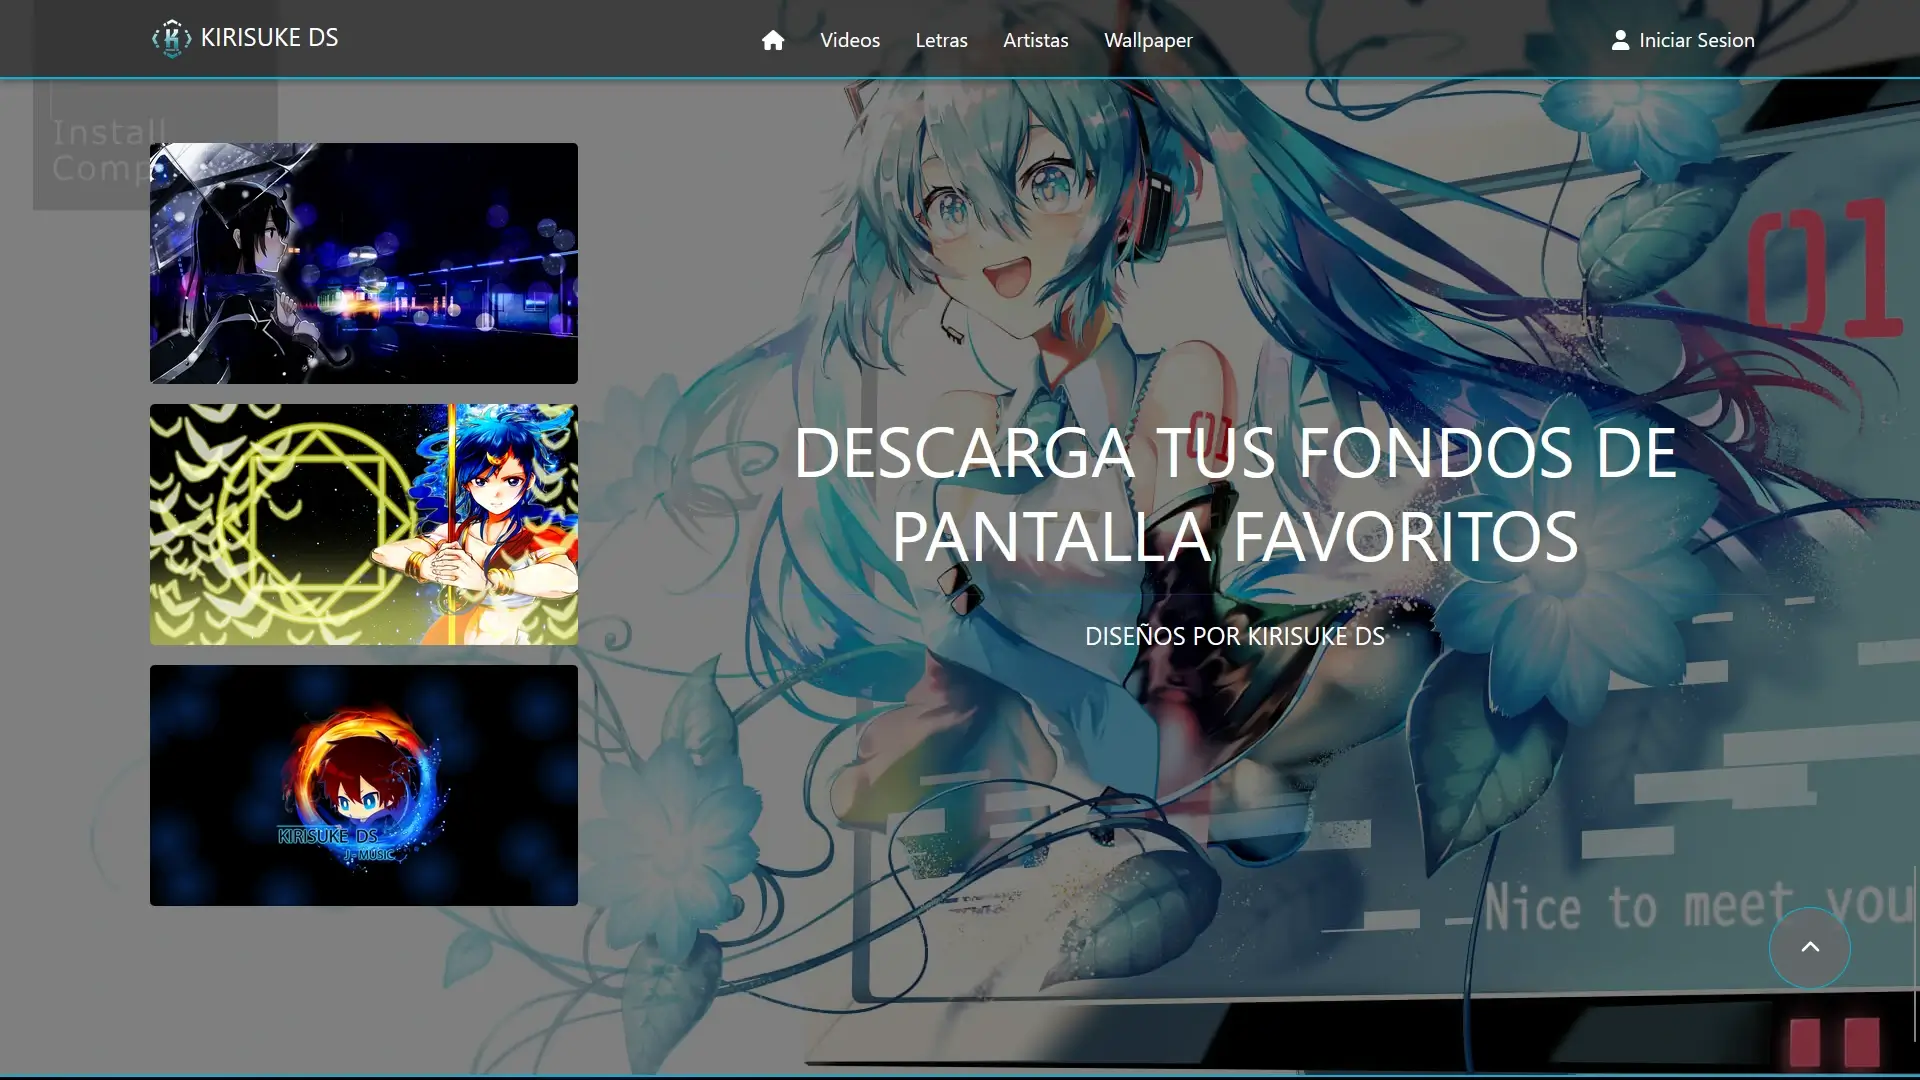 KIRISUKE DS
Videos
Letras
Artistas
Wallpaper
Iniciar Sesion
Install
Comp
01
01
DESCARGA TUS FONDOS DE
PANTALLA FAVORITOS
DISEÑOS POR KIRISUKE DS
KIRISUKE DS
J-MUSIC
Nice to meet you